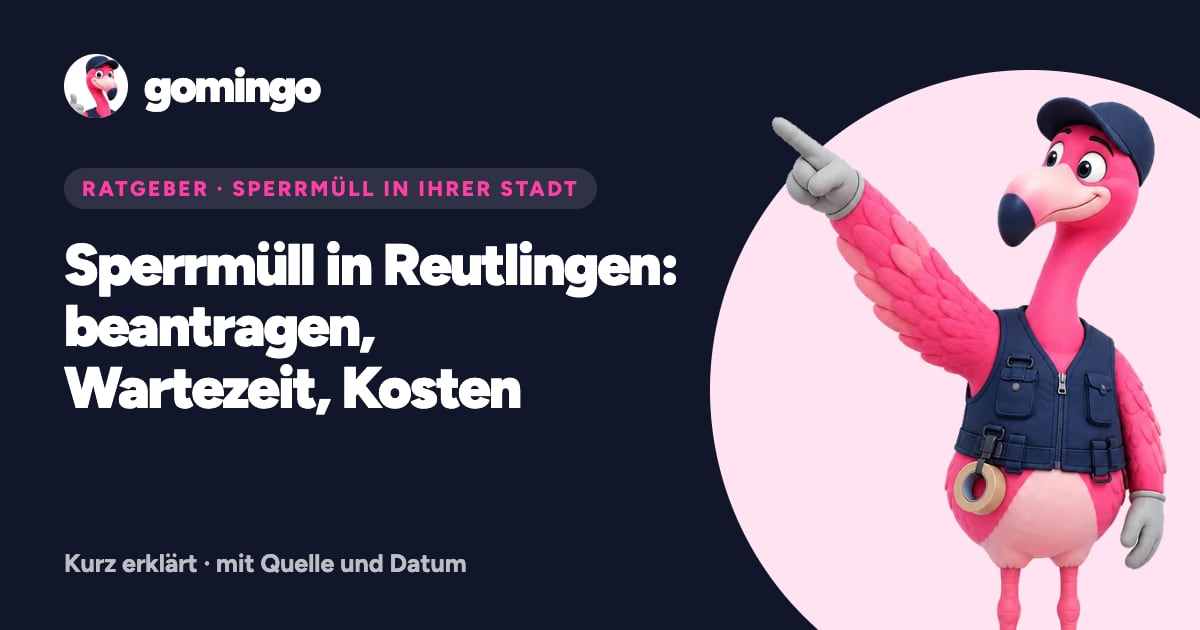 gomingo
RATGEBER · SPERRMÜLL IN IHRER STADT
Sperrmüll in Reutlingen:
beantragen,
Wartezeit, Kosten
Kurz erklärt · mit Quelle und Datum